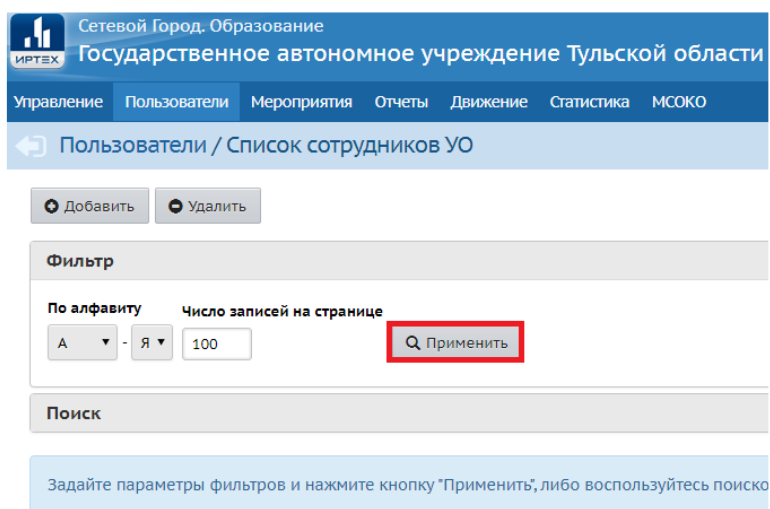 Сетевой Город. Образование
ИРТЕХ Государственное автономное учреждение Тульской области
Управление Пользователи Мероприятия Отчеты Движение Статистика МСОКО
Пользователи / Список сотрудников УО
Добавить Удалить
Фильтр
По алфавиту Число записей на странице
А - Я 100 Применить
Поиск
Задайте параметры фильтров и нажмите кнопку "Применить", либо воспользуйтесь поиско